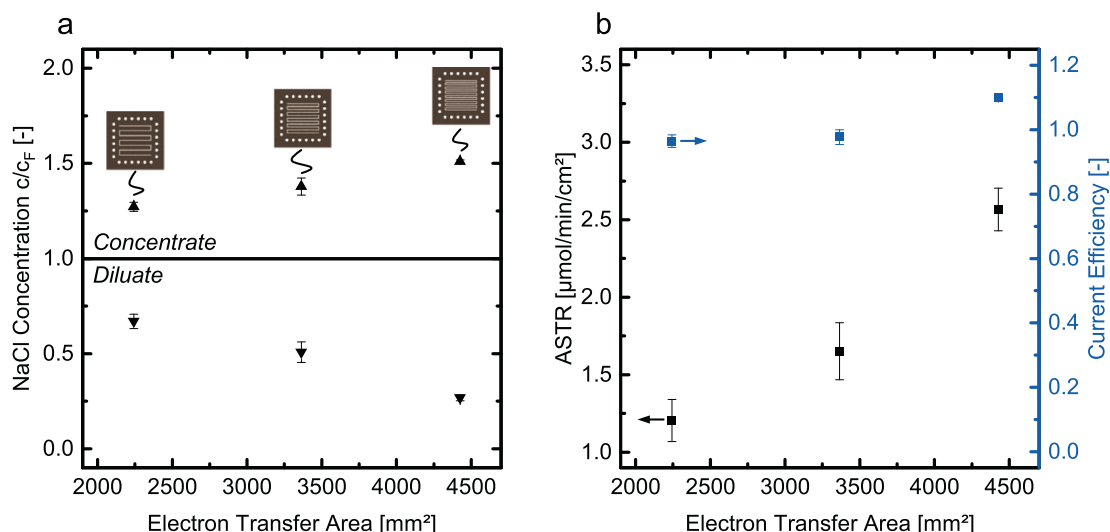 a
NaCl Concentration c/c_F [-]
2.0
1.5
1.0
0.5
0.0
Concentrate
Diluate
2000 2500 3000 3500 4000 4500
Electron Transfer Area [mm²]
b
ASTR [µmol/min/cm²]
3.5
3.0
2.5
2.0
1.5
1.0
2000 2500 3000 3500 4000 4500
Electron Transfer Area [mm²]
1.2
1.0
0.8
0.6
0.4
0.2
0.0
Current Efficiency [-]